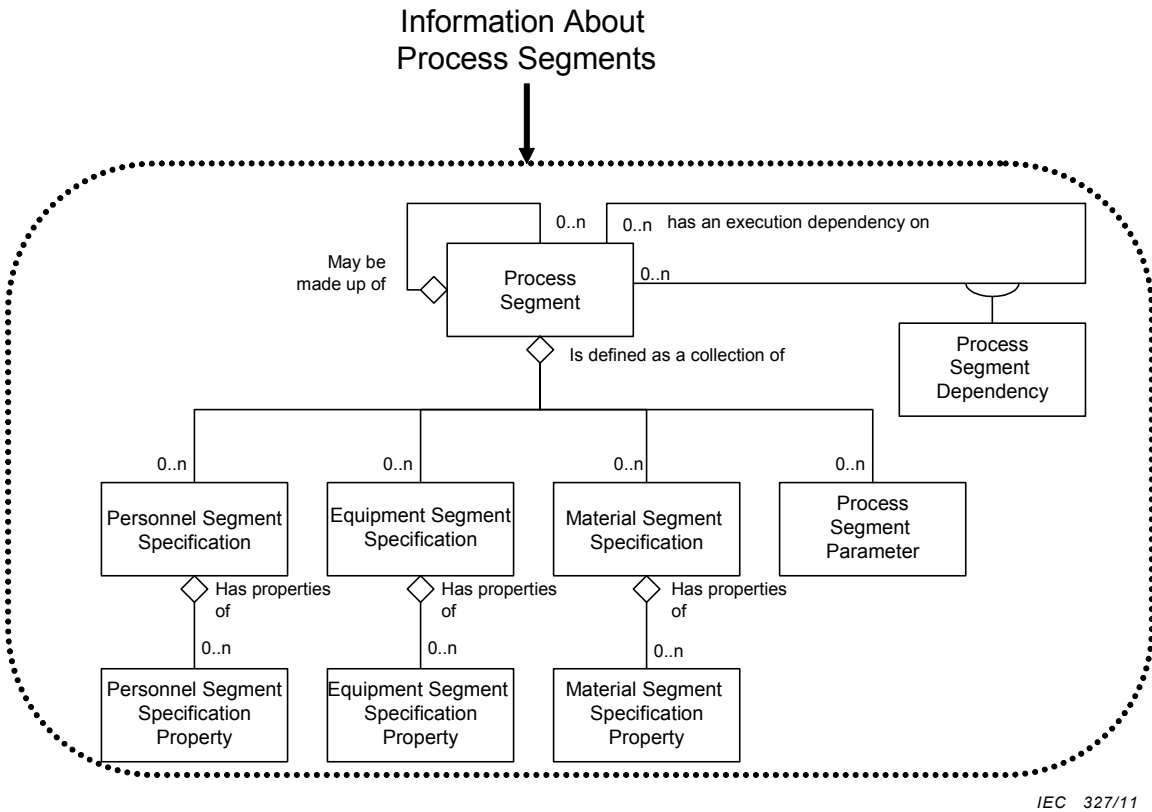 Information About
Process Segments
0..n
0..n
has an execution dependency on
May be
made up of
Process
Segment
0..n
Is defined as a collection of
Process
Segment
Dependency
0..n
0..n
0..n
0..n
Personnel Segment
Specification
Equipment Segment
Specification
Material Segment
Specification
Process
Segment
Parameter
Has properties
of
Has properties
of
Has properties
of
0..n
0..n
0..n
Personnel Segment
Specification
Property
Equipment Segment
Specification
Property
Material Segment
Specification
Property
IEC 327/11